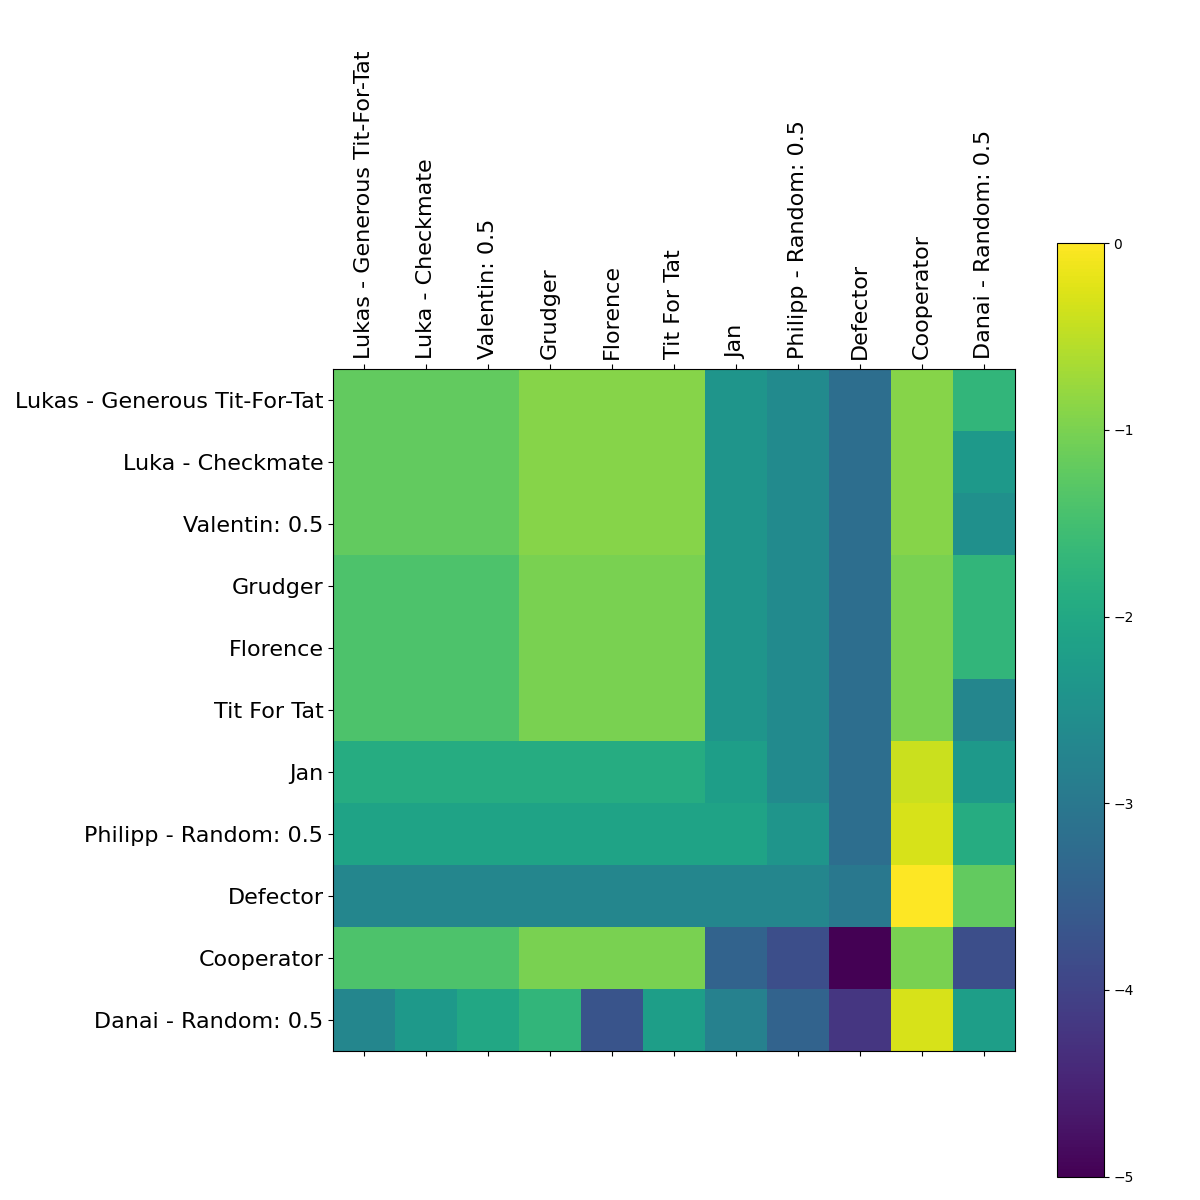 Lukas - Generous Tit-For-Tat
Luka - Checkmate
Valentin: 0.5
Grudger
Florence
Tit For Tat
Jan
Philipp - Random: 0.5
Defector
Cooperator
Danai - Random: 0.5
Lukas - Generous Tit-For-Tat
Luka - Checkmate
Valentin: 0.5
Grudger
Florence
Tit For Tat
Jan
Philipp - Random: 0.5
Defector
Cooperator
Danai - Random: 0.5
0
−1
−2
−3
−4
−5